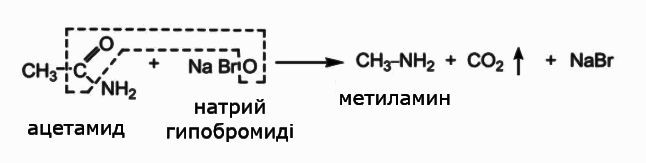 CH₃-C O NH₂ + Na BrO → CH₃-NH₂ + CO₂ ↑ + NaBr
ацетамид
натрий
гипобромиді
метиламин